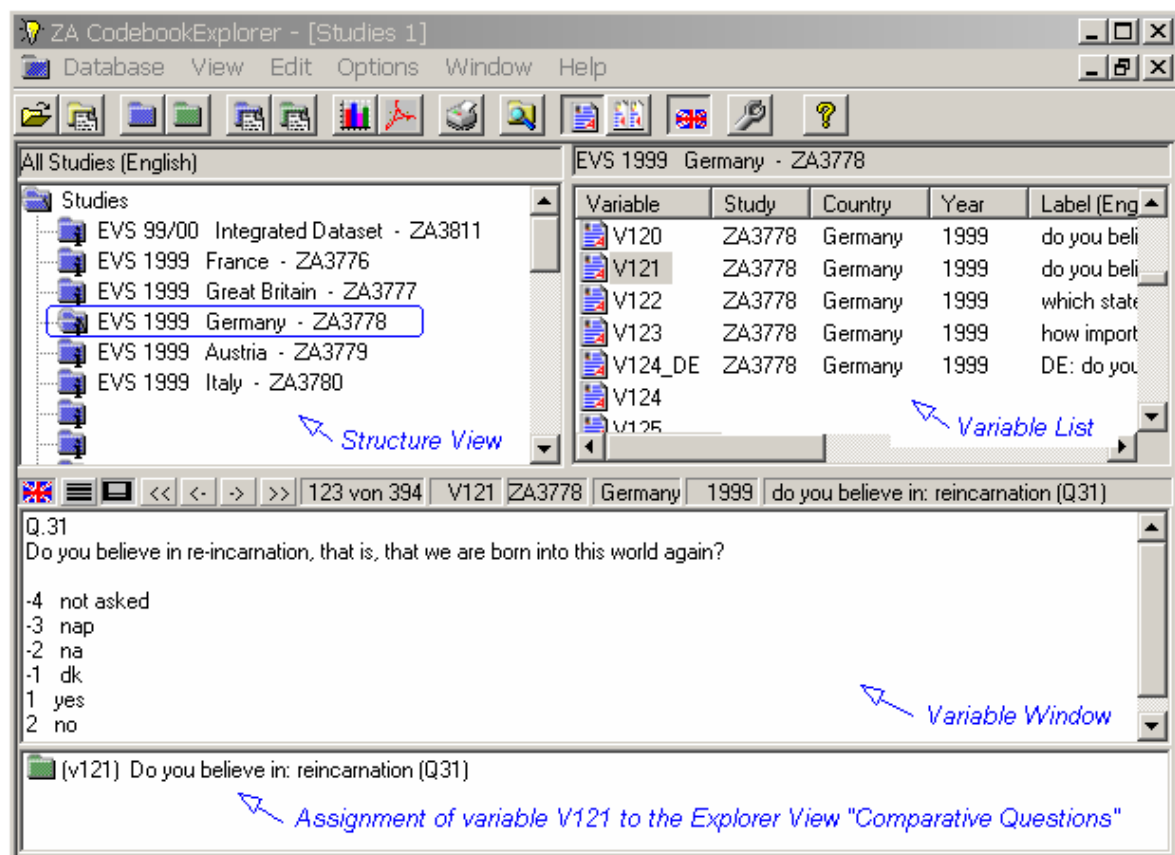 ZA CodebookExplorer - [Studies 1]
Database View Edit Options Window Help
All Studies (English)
Studies
EVS 99/00 Integrated Dataset - ZA3811
EVS 1999 France - ZA3776
EVS 1999 Great Britain - ZA3777
EVS 1999 Germany - ZA3778
EVS 1999 Austria - ZA3779
EVS 1999 Italy - ZA3780
Structure View
EVS 1999 Germany - ZA3778
Variable Study Country Year Label (Eng
V120 ZA3778 Germany 1999 do you beli
V121 ZA3778 Germany 1999 do you beli
V122 ZA3778 Germany 1999 which state
V123 ZA3778 Germany 1999 how import
V124_DE ZA3778 Germany 1999 DE: do you
V124
V125
Variable List
<< <- -> >> 123 von 394 V121 ZA3778 Germany 1999 do you believe in: reincarnation (Q31)
Q.31
Do you believe in re-incarnation, that is, that we are born into this world again?
-4 not asked
-3 nap
-2 na
-1 dk
1 yes
2 no
Variable Window
(v121) Do you believe in: reincarnation (Q31)
Assignment of variable V121 to the Explorer View "Comparative Questions"